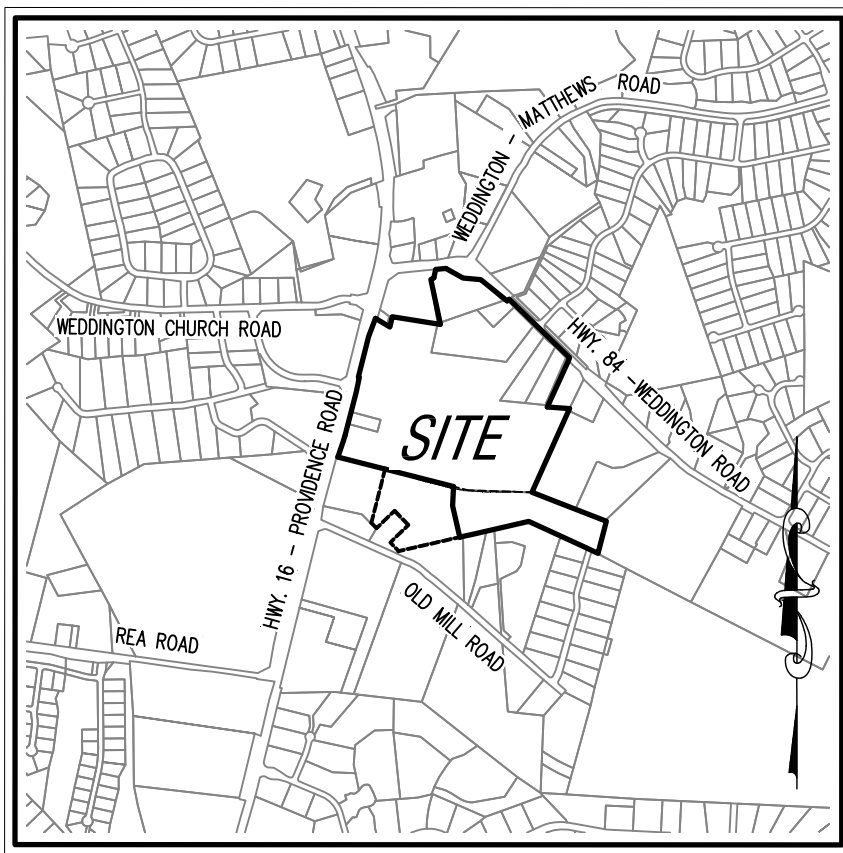 WEDDINGTON - MATTHEWS ROAD
WEDDINGTON CHURCH ROAD
HWY. 84 -WEDDINGTON ROAD
SITE
HWY. 16 - PROVIDENCE ROAD
OLD MILL ROAD
REA ROAD